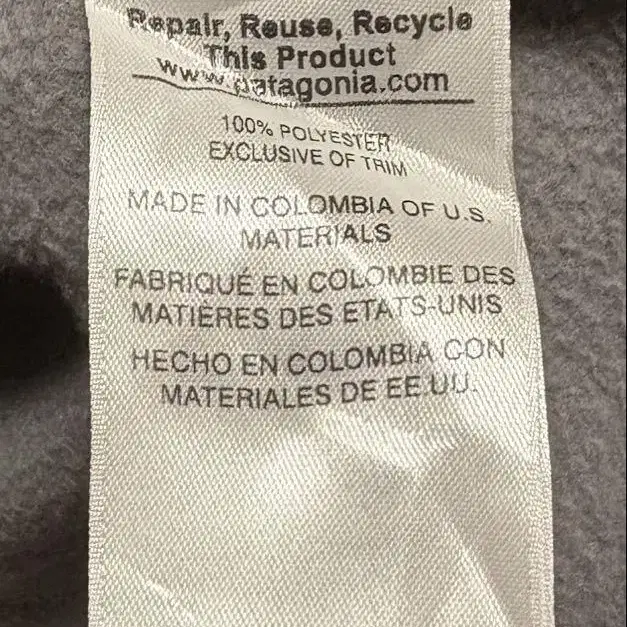 Repair, Reuse, Recycle
This Product
www.patagonia.com
100% POLYESTER
EXCLUSIVE OF TRIM
MADE IN COLOMBIA OF U.S.
MATERIALS
FABRIQUÉ EN COLOMBIE DES
MATIÈRES DES ETATS-UNIS
HECHO EN COLOMBIA CON
MATERIALES DE EE.UU.